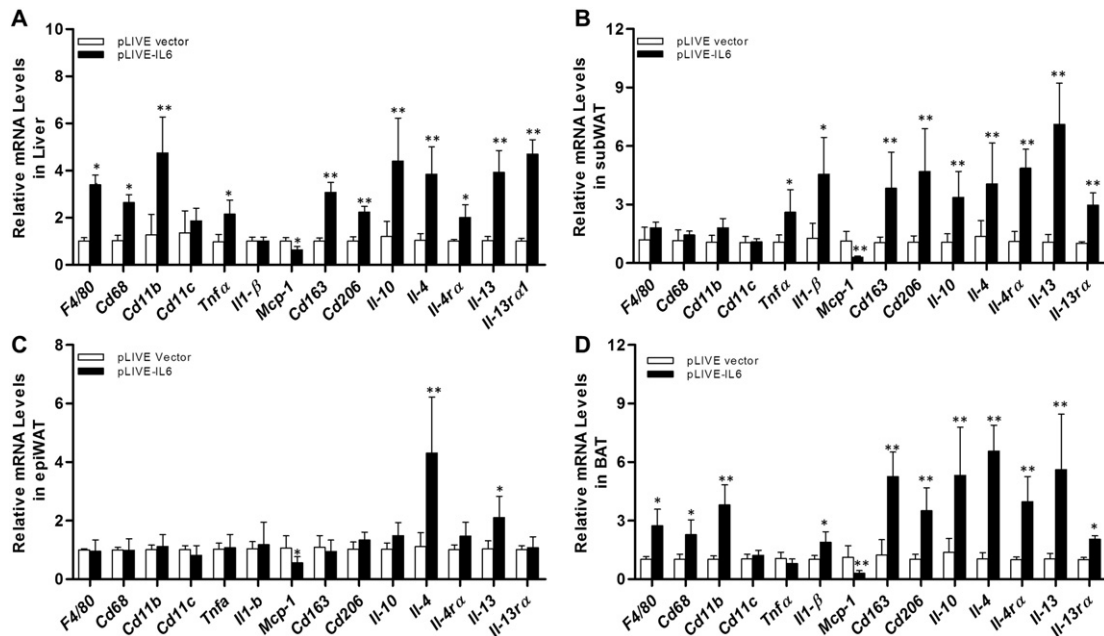 A
pLIVE vector
pLIVE-IL6
Relative mRNA Levels
in Liver
10
8
6
4
2
0
F4/80
Cd68
Cd11b
Cd11c
Tnfα
Il1-β
Mcp-1
Cd163
Cd206
Il-10
Il-4
Il-4rα
Il-13
Il-13rα1
*
*
**
*
*
**
**
**
**
*
**
**
B
pLIVE vector
pLIVE-IL6
Relative mRNA Levels
in subWAT
12
9
6
3
0
F4/80
Cd68
Cd11b
Cd11c
Tnfα
Il1-β
Mcp-1
Cd163
Cd206
Il-10
Il-4
Il-4rα
Il-13
Il-13rα
*
*
**
**
**
**
**
**
**
**
C
pLIVE Vector
pLIVE-IL6
Relative mRNA Levels
in epiWAT
8
6
4
2
0
F4/80
Cd68
Cd11b
Cd11c
Tnfa
Il1-b
Mcp-1
Cd163
Cd206
Il-10
Il-4
Il-4rα
Il-13
Il-13rα
*
**
*
D
pLIVE vector
pLIVE-IL6
Relative mRNA Levels
in BAT
12
9
6
3
0
F4/80
Cd68
Cd11b
Cd11c
Tnfα
Il1-β
Mcp-1
Cd163
Cd206
Il-10
Il-4
Il-4rα
Il-13
Il-13rα
*
*
**
*
**
**
**
**
**
**
**
*